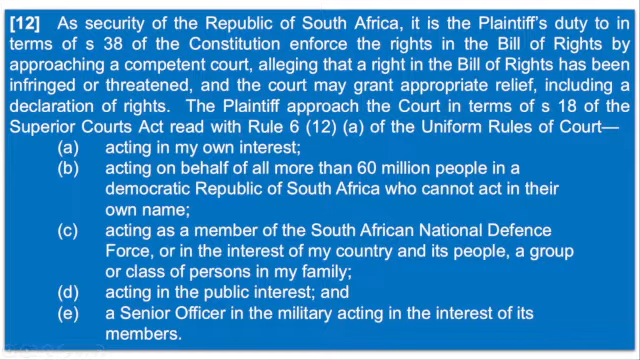 [12] As security of the Republic of South Africa, it is the Plaintiff's duty to in
terms of s 38 of the Constitution enforce the rights in the Bill of Rights by
approaching a competent court, alleging that a right in the Bill of Rights has been
infringed or threatened, and the court may grant appropriate relief, including a
declaration of rights. The Plaintiff approach the Court in terms of s 18 of the
Superior Courts Act read with Rule 6 (12) (a) of the Uniform Rules of Court—
(a) acting in my own interest;
(b) acting on behalf of all more than 60 million people in a
democratic Republic of South Africa who cannot act in their
own name;
(c) acting as a member of the South African National Defence
Force, or in the interest of my country and its people, a group
or class of persons in my family;
(d) acting in the public interest; and
(e) a Senior Officer in the military acting in the interest of its
members.